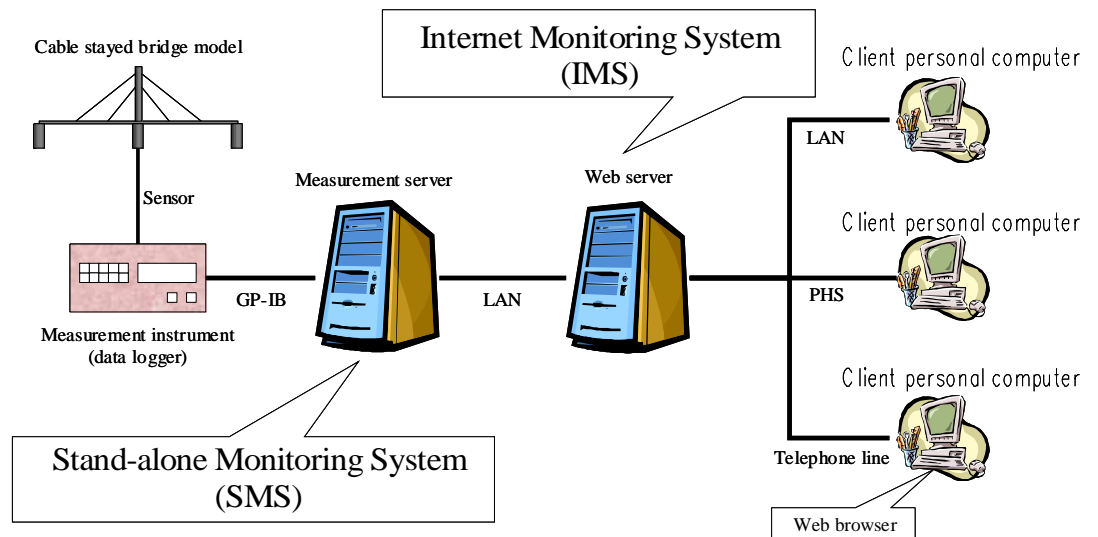 Cable stayed bridge model
Internet Monitoring System
(IMS)
Client personal computer
LAN
Sensor
Measurement server
Web server
Client personal computer
GP-IB
LAN
PHS
Measurement instrument
(data logger)
Client personal computer
Stand-alone Monitoring System
(SMS)
Telephone line
Web browser